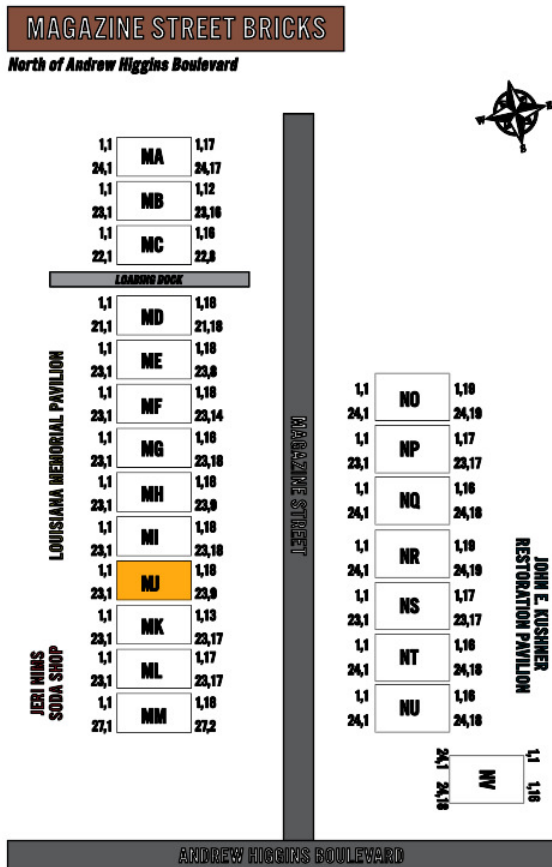 MAGAZINE STREET BRICKS
North of Andrew Higgins Boulevard
N
W
E
S
1,1 MA 1,17
24,1 24,17
1,1 MB 1,12
23,1 23,16
1,1 MC 1,16
22,1 22,8
LOADING DOCK
1,1 MD 1,18
21,1 21,18
1,1 ME 1,18
23,1 23,8
1,1 MF 1,18
23,1 23,14
1,1 MG 1,16
23,1 23,18
1,1 MH 1,18
23,1 23,9
1,1 MI 1,18
23,1 23,18
1,1 MJ 1,18
23,1 23,9
1,1 MK 1,13
23,1 23,17
1,1 ML 1,17
23,1 23,17
1,1 MM 1,18
27,1 27,2
LOUISIANA MEMORIAL PAVILION
JERI NIMS
SODA SHOP
MAGAZINE STREET
1,1 NO 1,19
24,1 24,19
1,1 NP 1,17
23,1 23,17
1,1 NQ 1,16
24,1 24,18
1,1 NR 1,19
24,1 24,19
1,1 NS 1,17
23,1 23,17
1,1 NT 1,16
24,1 24,18
1,1 NU 1,16
24,1 24,18
24,1 NV 1,1
24,18 1,16
JOHN E. KUSHNER
RESTORATION PAVILION
ANDREW HIGGINS BOULEVARD